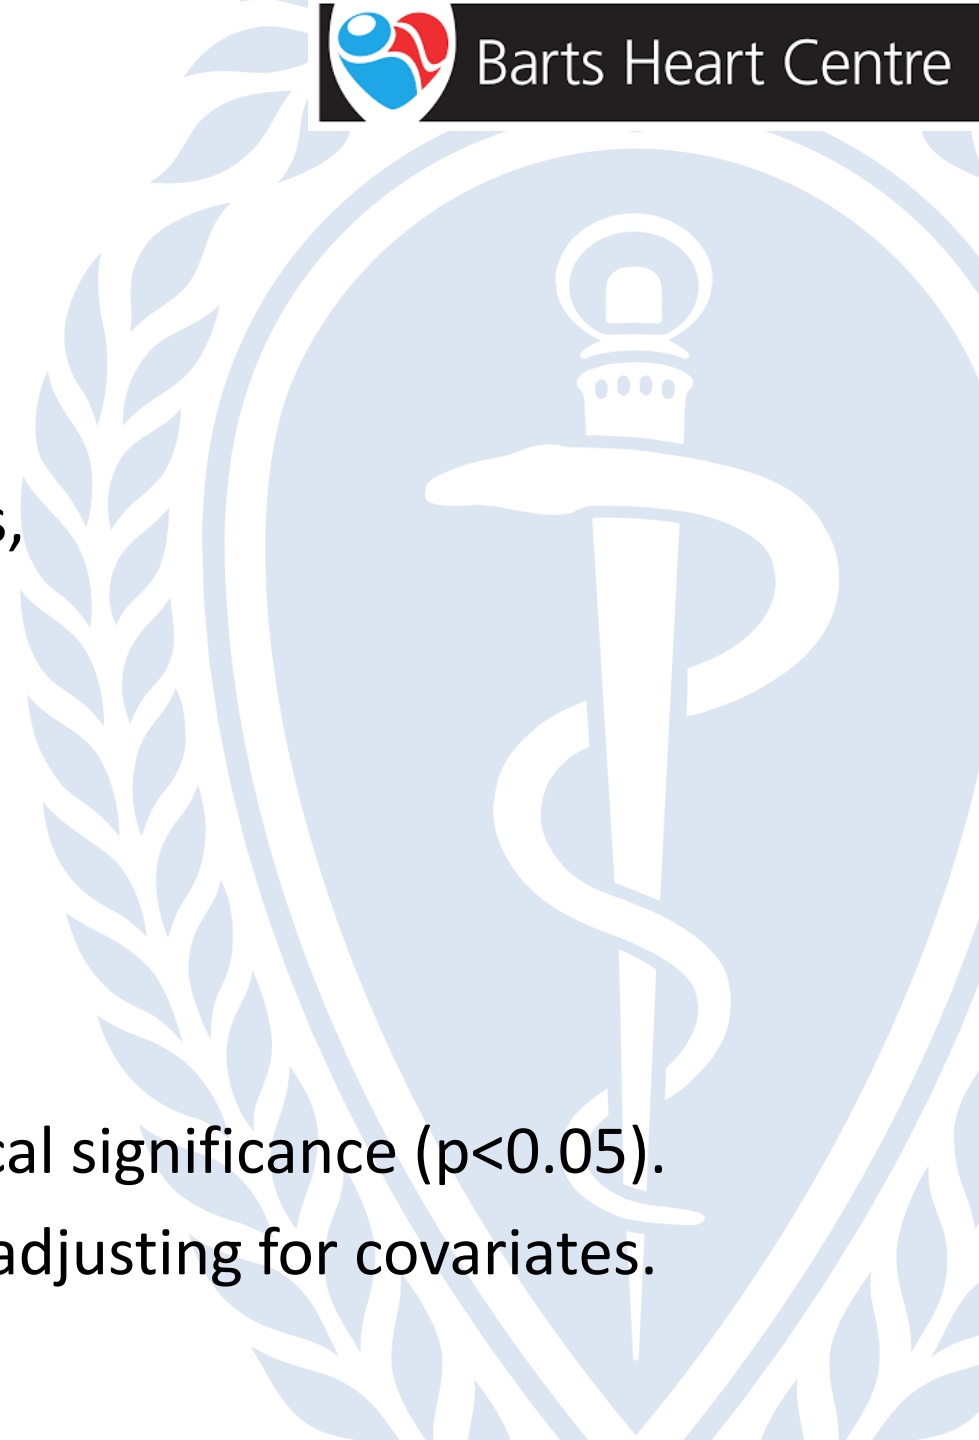 Barts Heart Centre
s,
cal significance (p<0.05).
adjusting for covariates.